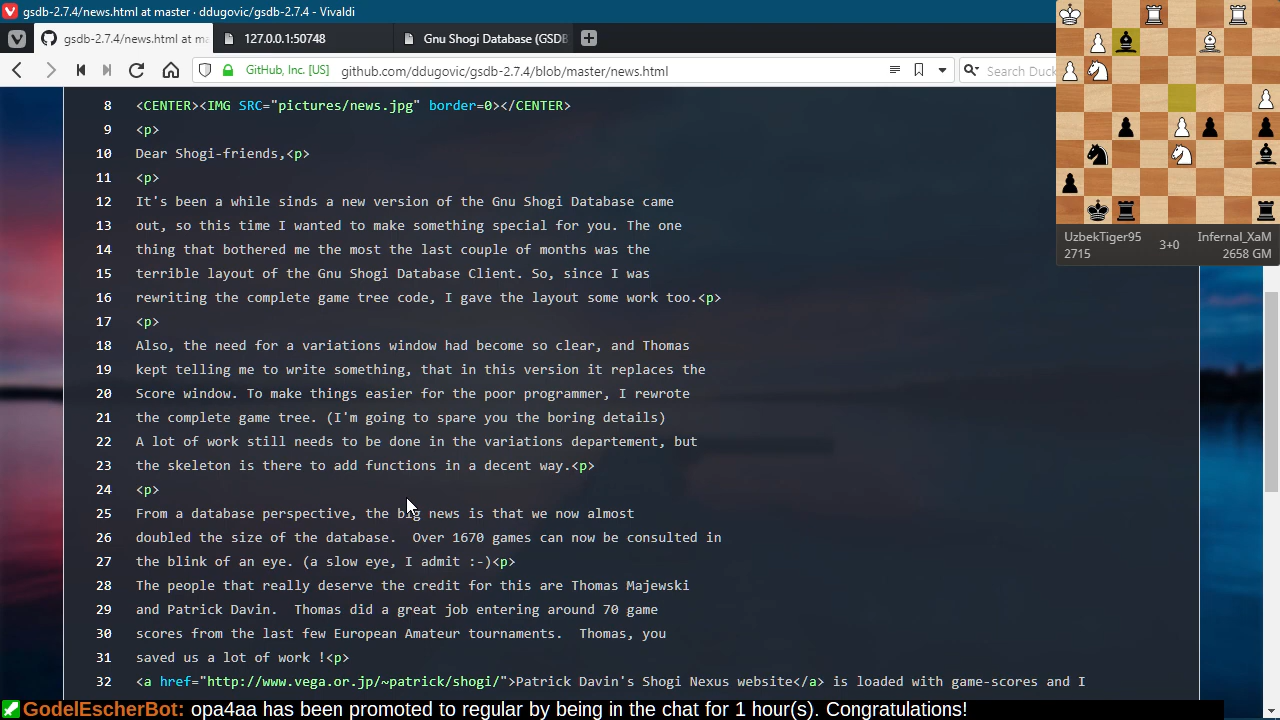 gsdb-2.7.4/news.html at master · ddugovic/gsdb-2.7.4 - Vivaldi
gsdb-2.7.4/news.html at ma
127.0.0.1:50748
Gnu Shogi Database (GSDB
GitHub, Inc. [US]
github.com/ddugovic/gsdb-2.7.4/blob/master/news.html
Search Duck
8 <CENTER><IMG SRC="pictures/news.jpg" border=0></CENTER>
9 <p>
10 Dear Shogi-friends,<p>
11 <p>
12 It's been a while sinds a new version of the Gnu Shogi Database came
13 out, so this time I wanted to make something special for you. The one
14 thing that bothered me the most the last couple of months was the
15 terrible layout of the Gnu Shogi Database Client. So, since I was
16 rewriting the complete game tree code, I gave the layout some work too.<p>
17 <p>
18 Also, the need for a variations window had become so clear, and Thomas
19 kept telling me to write something, that in this version it replaces the
20 Score window. To make things easier for the poor programmer, I rewrote
21 the complete game tree. (I'm going to spare you the boring details)
22 A lot of work still needs to be done in the variations departement, but
23 the skeleton is there to add functions in a decent way.<p>
24 <p>
25 From a database perspective, the big news is that we now almost
26 doubled the size of the database.  Over 1670 games can now be consulted in
27 the blink of an eye. (a slow eye, I admit :-)<p>
28 The people that really deserve the credit for this are Thomas Majewski
29 and Patrick Davin.  Thomas did a great job entering around 70 game
30 scores from the last few European Amateur tournaments.  Thomas, you
31 saved us a lot of work !<p>
32 <a href="http://www.vega.or.jp/~patrick/shogi/">Patrick Davin's Shogi Nexus website</a> is loaded with game-scores and I
UzbekTiger95
2715
3+0
Infernal_XaM
2658 GM
GodelEscherBot: opa4aa has been promoted to regular by being in the chat for 1 hour(s). Congratulations!